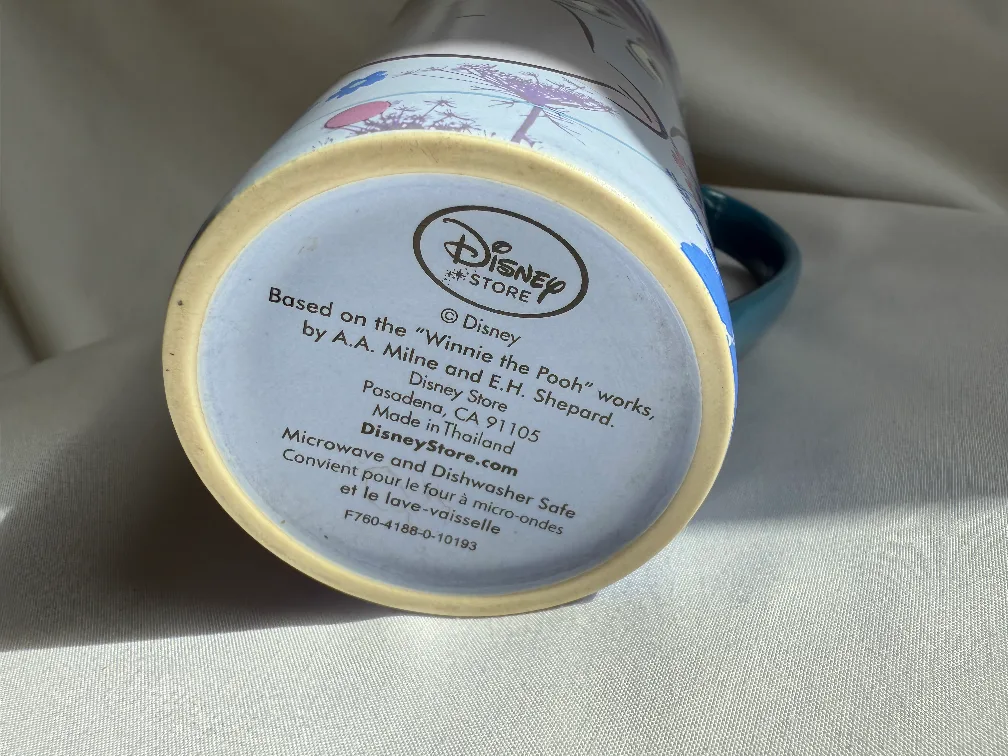 Disney
STORE
© Disney
Based on the "Winnie the Pooh" works,
by A.A. Milne and E.H. Shepard.
Disney Store
Pasadena, CA 91105
Made in Thailand
DisneyStore.com
Microwave and Dishwasher Safe
Convient pour le four à micro-ondes
et le lave-vaisselle
F760-4188-0-10193